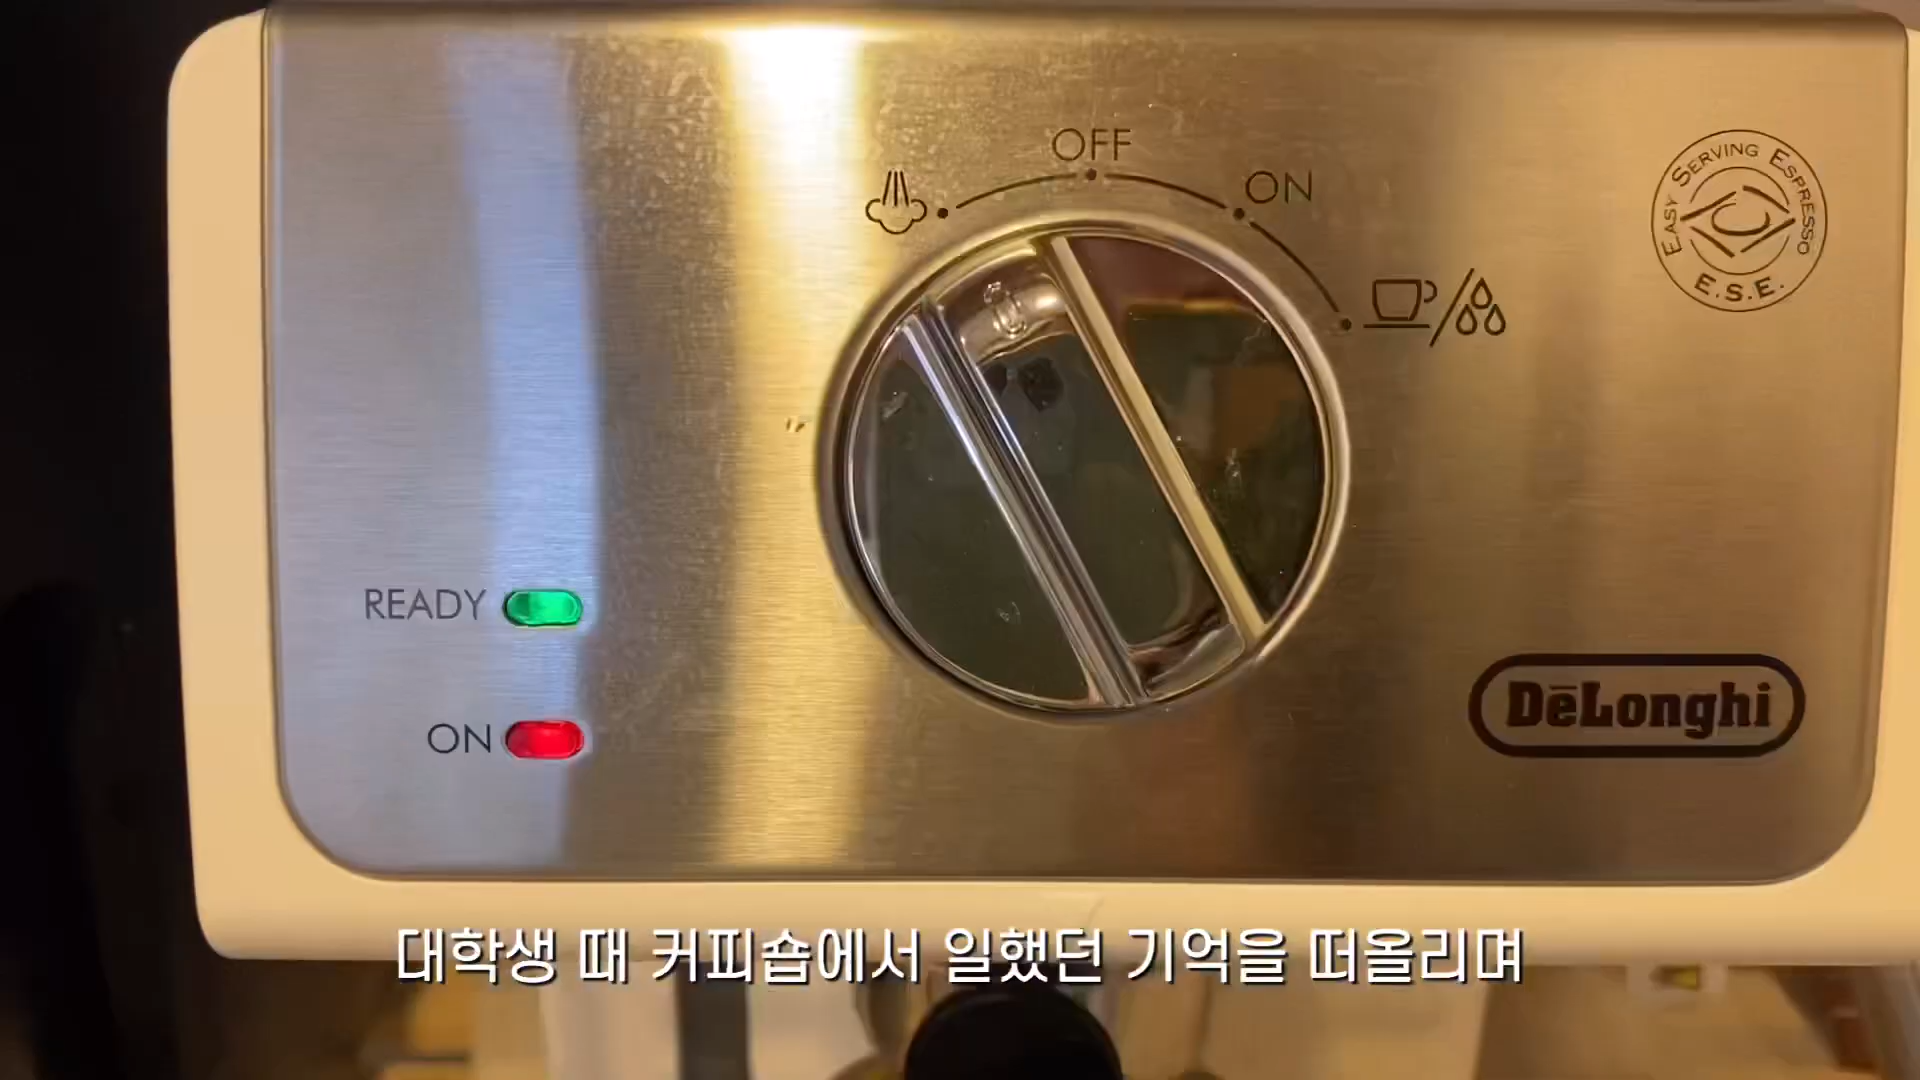 OFF
ON
EASY SERVING ESPRESSO
E.S.E.
READY
ON
DeLonghi
대학생 때 커피숍에서 일했던 기억을 떠올리며